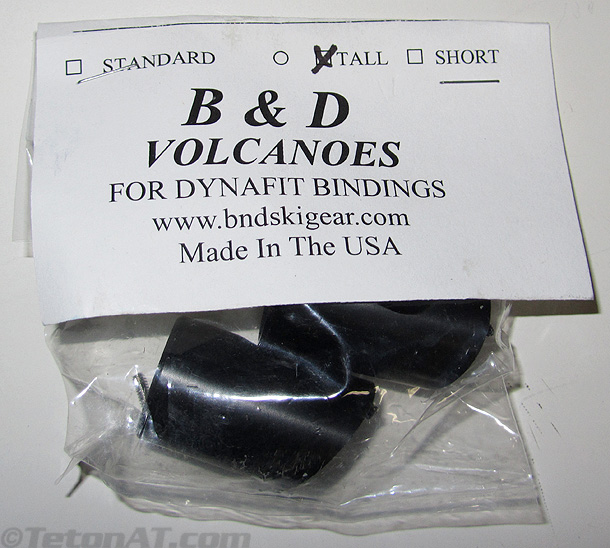 STANDARD TALL SHORT
B & D
VOLCANOES
FOR DYNAFIT BINDINGS
www.bndskigear.com
Made In The USA
©TetonAT.com